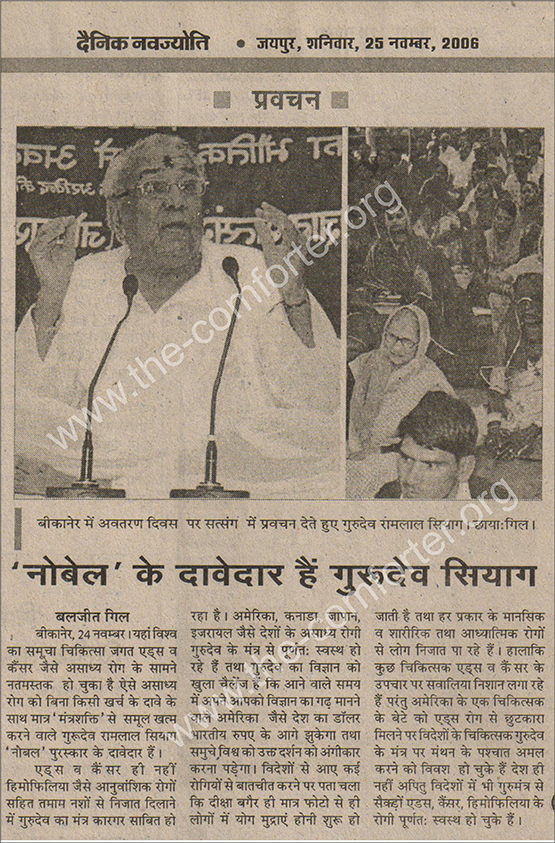 दैनिक नवज्योति • जयपुर, शनिवार, 25 नवम्बर, 2006
प्रवचन
बीकानेर में अवतरण दिवस पर सत्संग में प्रवचन देते हुए गुरुदेव रामलाल सियाग। छाया:गिल।
'नोबेल' के दावेदार हैं गुरूदेव सियाग
बलजीत गिल
बीकानेर, 24 नवम्बर। यहां विश्व
का समूचा चिकित्सा जगत एड्स व
कैंसर जैसे असाध्य रोग के सामने
नतमस्तक हो चुका है ऐसे असाध्य
रोग को बिना किसी खर्च के दावे के
साथ मात्र 'मंत्रशक्ति' से समूल खत्म
करने वाले गुरूदेव रामलाल सियाग
'नोबल' पुरस्कार के दावेदार हैं।
एड्स व कैंसर ही नहीं
हिमोफिलिया जैसे आनुवांशिक रोगों
सहित तमाम नशों से निजात दिलाने
में गुरुदेव का मंत्र कारगर साबित हो
रहा है। अमेरिका, कनाडा, जापान,
इजरायल जैसे देशों के असाध्य रोगी
गुरुदेव के मंत्र से पूर्णत: स्वस्थ हो
रहे हैं तथा गुरुदेव का विज्ञान को
खुला चैलेंज है कि आने वाले समय
में अपने आपको विज्ञान का गढ़ मानने
वाले अमेरिका जैसे देश का डॉलर
भारतीय रुपए के आगे झुकेगा तथा
समुचे विश्व को उक्त दर्शन को अंगीकार
करना पड़ेगा। विदेशों से आए कई
रोगियों से बातचीत करने पर पता चला
कि दीक्षा बगैर ही मात्र फोटो से ही
लोगों में योग मुद्राएं होनी शुरू हो
जाती है तथा हर प्रकार के मानसिक
व शारीरिक तथा आध्यात्मिक रोगों
से लोग निजात पा रहे हैं। हालांकि
कुछ चिकित्सक एड्स व कैंसर के
उपचार पर सवालिया निशान लगा रहे
हैं परंतु अमेरिका के एक चिकित्सक
के बेटे को एड्स रोग से छुटकारा
मिलने पर विदेशों के चिकित्सक गुरुदेव
के मंत्र पर मंथन के पश्चात अमल
करने को विवश हो चुके हैं देश ही
नहीं अपितु विदेशों में भी गुरुमंत्र से
सैक्ड़ों एडस, कैंसर, हिमोफिलिया के
रोगी पूर्णत: स्वस्थ हो चुके हैं।
www.the-comforter.org
www.the-comforter.org